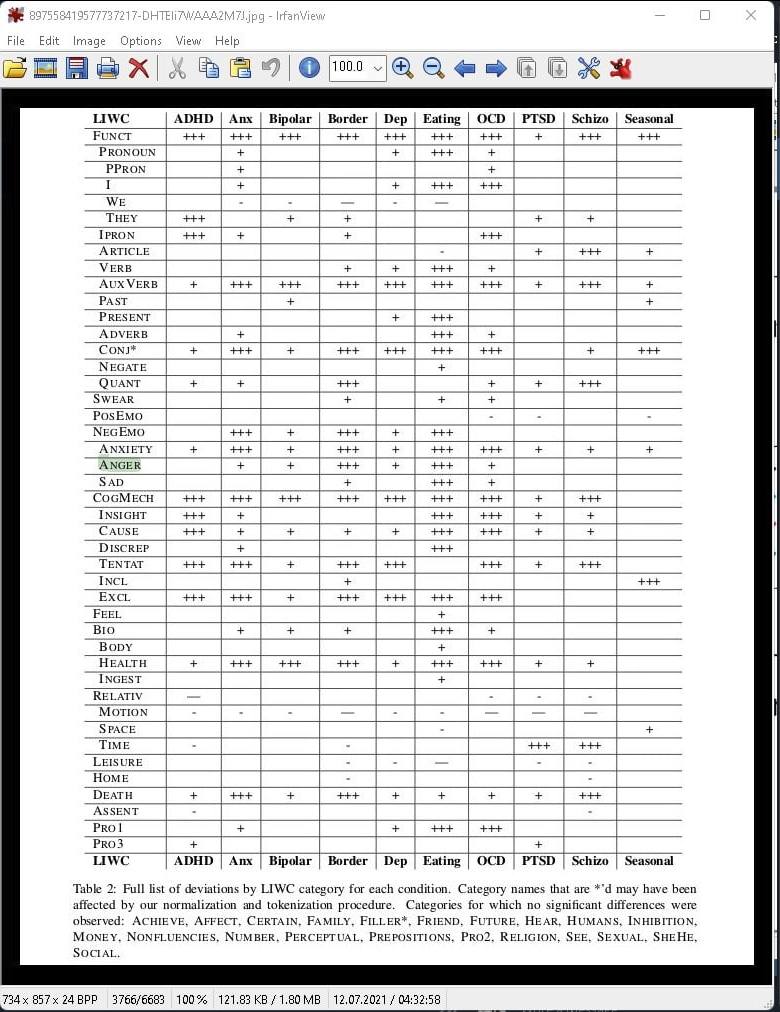 897558419577737217-DHTEIi7WAAA2M7J.jpg - IrfanView
File Edit Image Options View Help
100.0
LIWC ADHD Anx Bipolar Border Dep Eating OCD PTSD Schizo Seasonal
FUNCT +++ +++ +++ +++ +++ +++ +++ + +++ +++
PRONOUN + + +++ +
PPRON + +
I + + +++ +++
WE - - — - —
THEY +++ + + + +
IPRON +++ + + +++
ARTICLE - + +++ +
VERB + + +++ +
AUXVERB + +++ +++ +++ +++ +++ +++ + +++ +
PAST + +
PRESENT + +++
ADVERB + +++ +
CONJ* + +++ + +++ +++ +++ +++ + +++
NEGATE +
QUANT + + +++ + + +++
SWEAR + + +
POSEMO - - -
NEGEMO +++ + +++ + +++
ANXIETY + +++ + +++ + +++ +++ + + +
ANGER + + +++ + +++ +
SAD + +++ +
COGMECH +++ +++ +++ +++ +++ +++ +++ + +++
INSIGHT +++ + +++ +++ + +
CAUSE +++ + + + + +++ +++ + +
DISCREP + +++
TENTAT +++ +++ + +++ +++ +++ + +++
INCL + +++
EXCL +++ +++ + +++ +++ +++ +++
FEEL +
BIO + + + +++ +
BODY +
HEALTH + +++ +++ +++ + +++ +++ + +
INGEST +
RELATIV — - - -
MOTION - - - — - - — — —
SPACE - +
TIME - - +++ +++
LEISURE - - — - -
HOME - -
DEATH + +++ + +++ + + + + +++
ASSENT - -
PRO1 + + +++ +++
PRO3 + +
LIWC ADHD Anx Bipolar Border Dep Eating OCD PTSD Schizo Seasonal
Table 2: Full list of deviations by LIWC category for each condition. Category names that are *'d may have been
affected by our normalization and tokenization procedure. Categories for which no significant differences were
observed: ACHIEVE, AFFECT, CERTAIN, FAMILY, FILLER*, FRIEND, FUTURE, HEAR, HUMANS, INHIBITION,
MONEY, NONFLUENCIES, NUMBER, PERCEPTUAL, PREPOSITIONS, PRO2, RELIGION, SEE, SEXUAL, SHEHE,
SOCIAL.
734 x 857 x 24 BPP 3766/6683 100 % 121.83 KB / 1.80 MB 12.07.2021 / 04:32:58